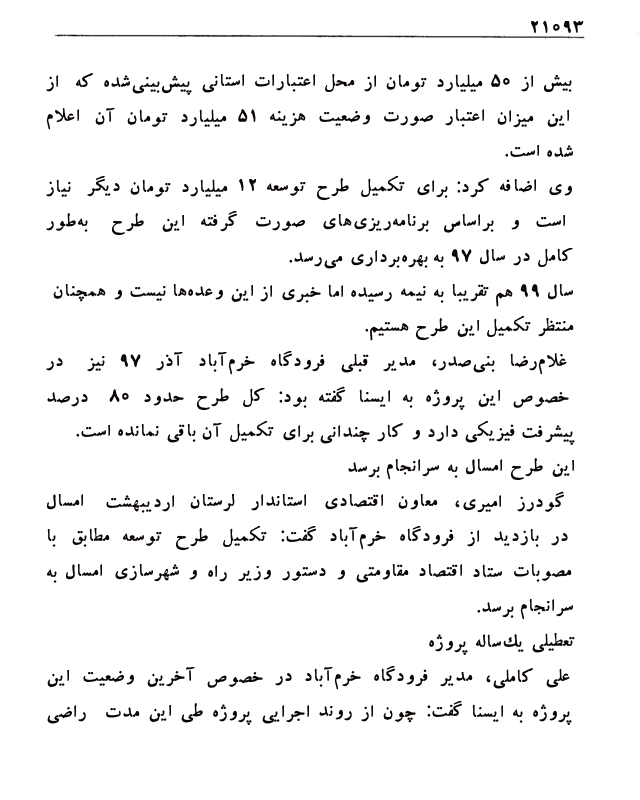 ۲۱۰۹۳
بیش از ۵۰ میلیارد تومان از محل اعتبارات استانی پیش‌بینی‌شده که از
این میزان اعتبار صورت وضعیت هزینه ۵۱ میلیارد تومان آن اعلام
شده است.
وی اضافه کرد: برای تکمیل طرح توسعه ۱۲ میلیارد تومان دیگر نیاز
است و براساس برنامه‌ریزی‌های صورت گرفته این طرح به‌طور
کامل در سال ۹۷ به بهره‌برداری می‌رسد.
سال ۹۹ هم تقریبا به نیمه رسیده اما خبری از این وعده‌ها نیست و همچنان
منتظر تکمیل این طرح هستیم.
غلام‌رضا بنی‌صدر، مدیر قبلی فرودگاه خرم‌آباد آذر ۹۷ نیز در
خصوص این پروژه به ایسنا گفته بود: کل طرح حدود ۸۰ درصد
پیشرفت فیزیکی دارد و کار چندانی برای تکمیل آن باقی نمانده است.
این طرح امسال به سرانجام برسد
گودرز امیری، معاون اقتصادی استاندار لرستان اردیبهشت امسال
در بازدید از فرودگاه خرم‌آباد گفت: تکمیل طرح توسعه مطابق با
مصوبات ستاد اقتصاد مقاومتی و دستور وزیر راه و شهرسازی امسال به
سرانجام برسد.
تعطیلی یك‌ساله پروژه
علی کاملی، مدیر فرودگاه خرم‌آباد در خصوص آخرین وضعیت این
پروژه به ایسنا گفت: چون از روند اجرایی پروژه طی این مدت راضی